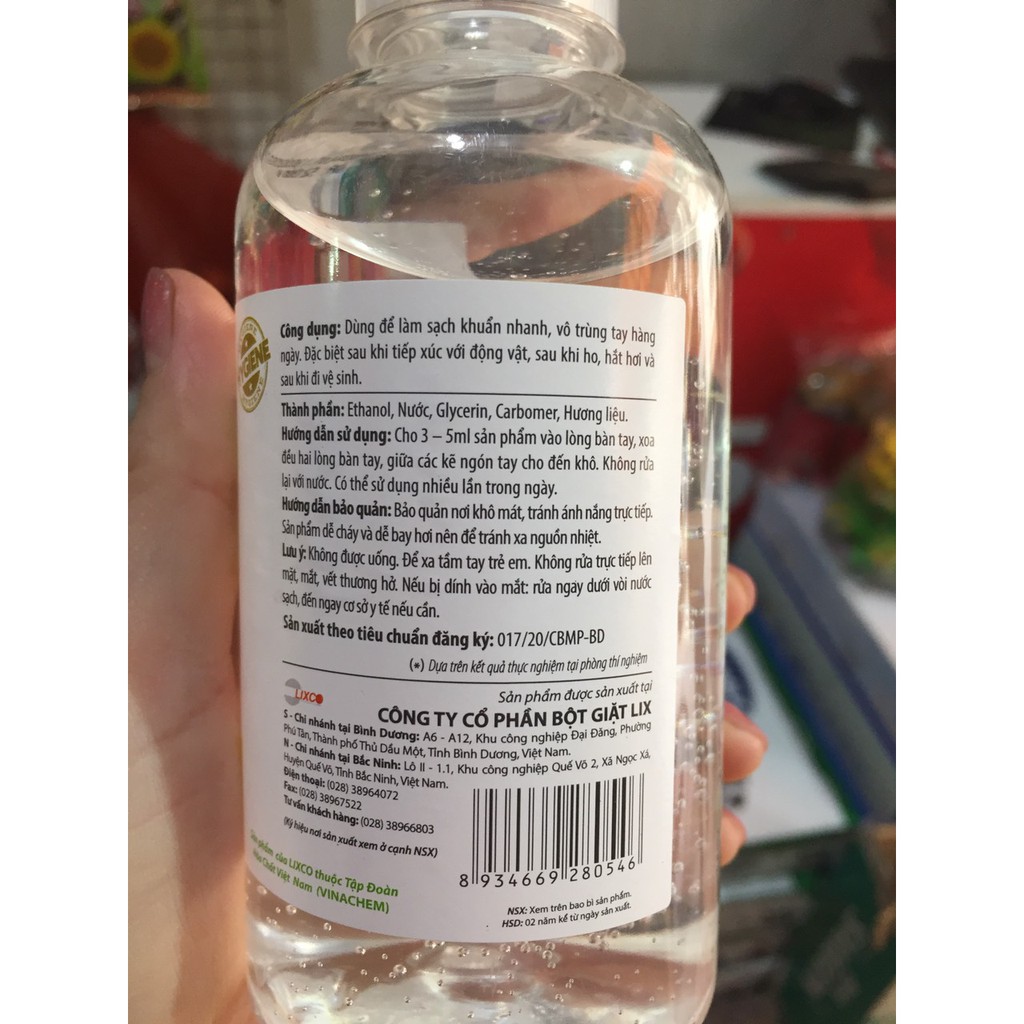 HYGIENE
Công dụng: Dùng để làm sạch khuẩn nhanh, vô trùng tay hàng
ngày. Đặc biệt sau khi tiếp xúc với động vật, sau khi ho, hắt hơi và
sau khi đi vệ sinh.
Thành phần: Ethanol, Nước, Glycerin, Carbomer, Hương liệu.
Hướng dẫn sử dụng: Cho 3 – 5ml sản phẩm vào lòng bàn tay, xoa
đều hai lòng bàn tay, giữa các kẽ ngón tay cho đến khô. Không rửa
lại với nước. Có thể sử dụng nhiều lần trong ngày.
Hướng dẫn bảo quản: Bảo quản nơi khô mát, tránh ánh nắng trực tiếp.
Sản phẩm dễ cháy và dễ bay hơi nên để tránh xa nguồn nhiệt.
Lưu ý: Không được uống. Để xa tầm tay trẻ em. Không rửa trực tiếp lên
mặt, mắt, vết thương hở. Nếu bị dính vào mắt: rửa ngay dưới vòi nước
sạch, đến ngay cơ sở y tế nếu cần.
Sản xuất theo tiêu chuẩn đăng ký: 017/20/CBMP-BD
(*) Dựa trên kết quả thực nghiệm tại phòng thí nghiệm
LIXCO
Sản phẩm được sản xuất tại
CÔNG TY CỔ PHẦN BỘT GIẶT LIX
S - Chi nhánh tại Bình Dương: A6 - A12, Khu công nghiệp Đại Đăng, Phường
Phú Tân, Thành phố Thủ Dầu Một, Tỉnh Bình Dương, Việt Nam.
N - Chi nhánh tại Bắc Ninh: Lô II - 1.1, Khu công nghiệp Quế Võ 2, Xã Ngọc Xá,
Huyện Quế Võ, Tỉnh Bắc Ninh, Việt Nam.
Điện thoại: (028) 38964072
Fax: (028) 38967522
Tư vấn khách hàng: (028) 38966803
(Ký hiệu nơi sản xuất xem ở cạnh NSX)
Sản phẩm của LIXCO thuộc Tập Đoàn
Hóa Chất Việt Nam (VINACHEM)
8 934669 280546
NSX: Xem trên bao bì sản phẩm.
HSD: 02 năm kể từ ngày sản xuất.